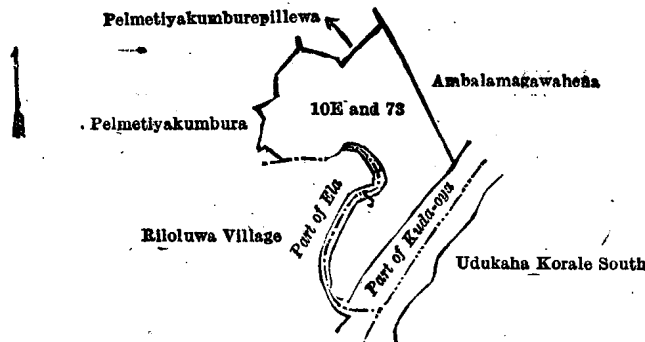 Pelmetiyakumburepillewa
Ambalamagawahena
10E and 73
Pelmetiyakumbura
Part of Ela
Part of Kuda-oya
Riloluwa Village
Udukaha Korale South